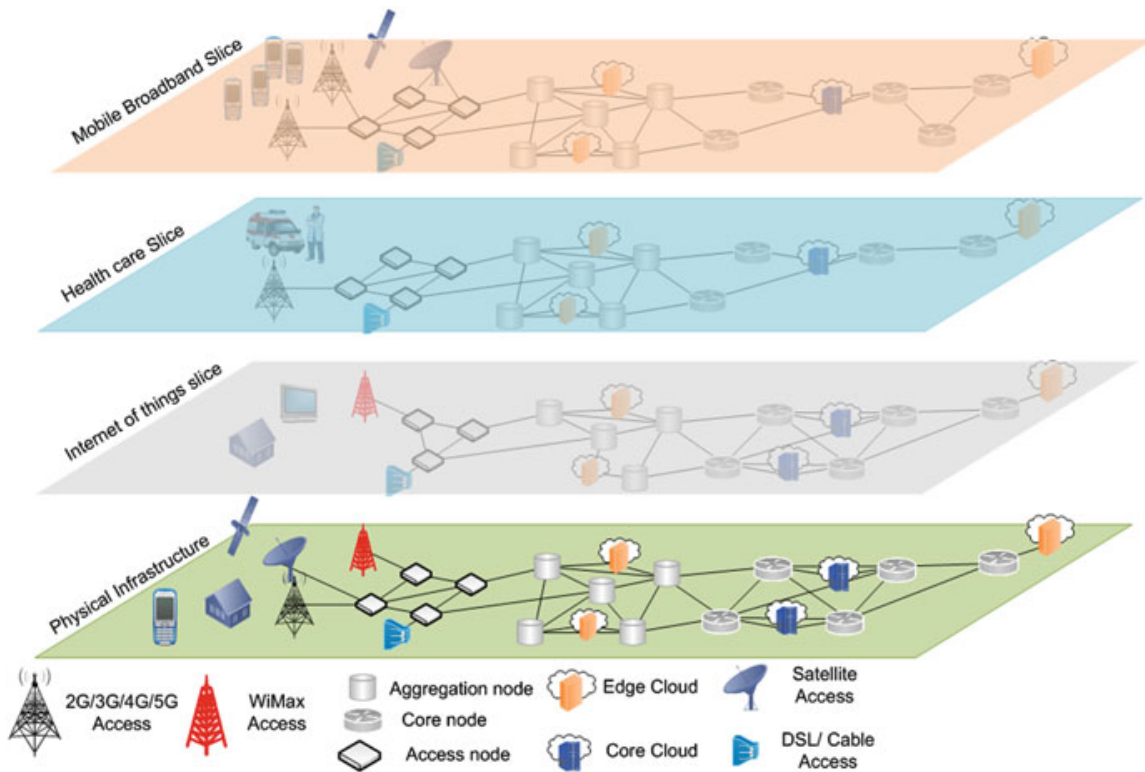 Mobile Broadband Slice
Health care Slice
Internet of things slice
Physical Infrastructure
2G/3G/4G/5G
Access
WiMax
Access
Aggregation node
Core node
Access node
Edge Cloud
Core Cloud
Satellite
Access
DSL/ Cable
Access